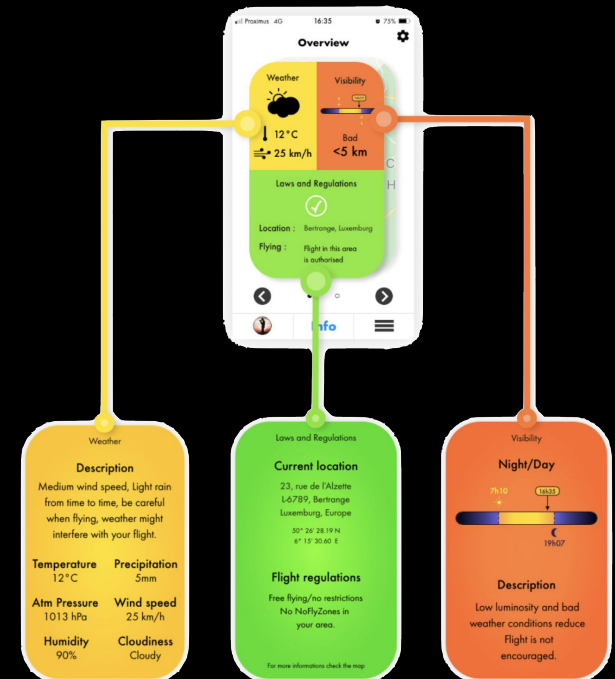 Proximus 4G 16:35 75%
Overview
Weather
Visibility
16h35
12°C
25 km/h
Bad
<5 km
C
H
Laws and Regulations
Location : Bertrange, Luxemburg
Flying : Flight in this area
is authorised
Info
Weather
Description
Medium wind speed, Light rain
from time to time, be careful
when flying, weather might
interfere with your flight.
Temperature Precipitation
12°C 5mm
Atm Pressure Wind speed
1013 hPa 25 km/h
Humidity Cloudiness
90% Cloudy
Laws and Regulations
Current location
23, rue de l'Alzette
L-6789, Bertrange
Luxemburg, Europe
50° 26' 28.19 N
6° 15' 30.60 E
Flight regulations
Free flying/no restrictions
No NoFlyZones in
your area.
For more informations check the map
Visibility
Night/Day
7h10 16h35
19h07
Description
Low luminosity and bad
weather conditions reduce
Flight is not
encouraged.